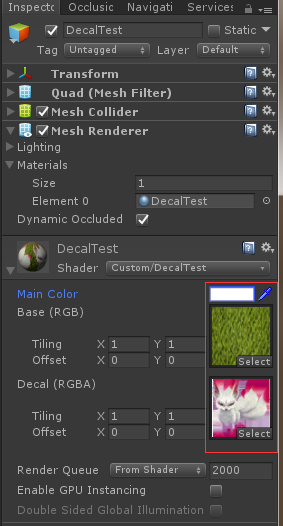 Inspecto Occlusic Navigati Services
DecalTest Static
Tag Untagged Layer Default
Transform
Quad (Mesh Filter)
Mesh Collider
Mesh Renderer
Lighting
Materials
Size 1
Element 0 DecalTest
Dynamic Occluded
DecalTest
Shader Custom/DecalTest
Main Color
Base (RGB)
Tiling X 1 Y 1
Offset X 0 Y 0
Select
Decal (RGBA)
Tiling X 1 Y 1
Offset X 0 Y 0
Select
Render Queue From Shader 2000
Enable GPU Instancing
Double Sided Global Illumination